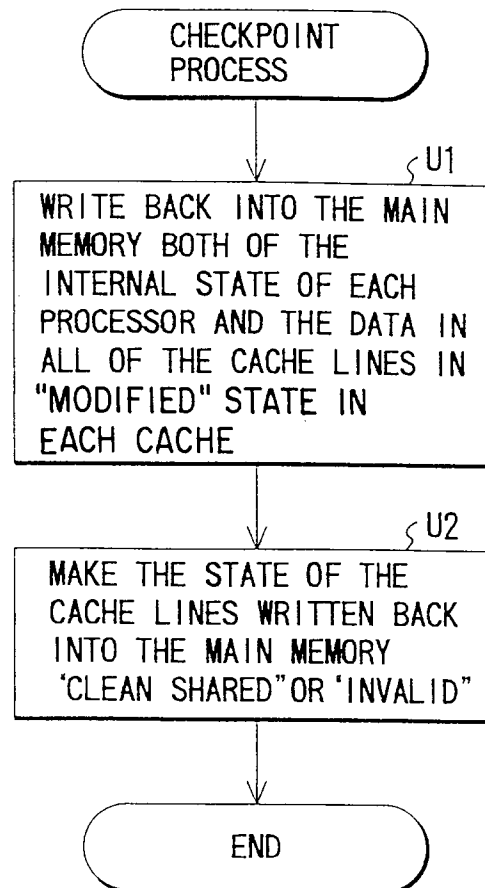 CHECKPOINT
PROCESS
U1
WRITE BACK INTO THE MAIN
MEMORY BOTH OF THE
INTERNAL STATE OF EACH
PROCESSOR AND THE DATA IN
ALL OF THE CACHE LINES IN
"MODIFIED" STATE IN
EACH CACHE
U2
MAKE THE STATE OF THE
CACHE LINES WRITTEN BACK
INTO THE MAIN MEMORY
'CLEAN SHARED" OR 'INVALID"
END